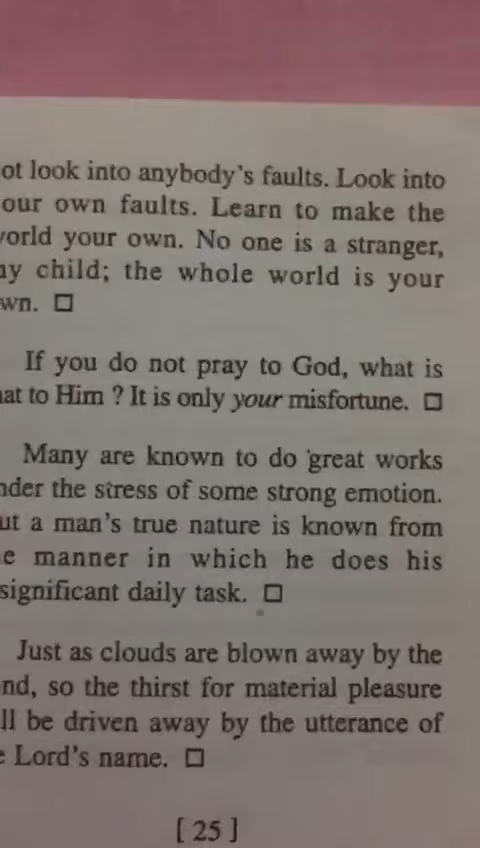 ot look into anybody's faults. Look into
our own faults. Learn to make the
orld your own. No one is a stranger,
ny child; the whole world is your
wn. □
If you do not pray to God, what is
hat to Him ? It is only your misfortune. □
Many are known to do great works
nder the stress of some strong emotion.
ut a man's true nature is known from
e manner in which he does his
significant daily task. □
Just as clouds are blown away by the
nd, so the thirst for material pleasure
ll be driven away by the utterance of
e Lord's name. □
[ 25 ]